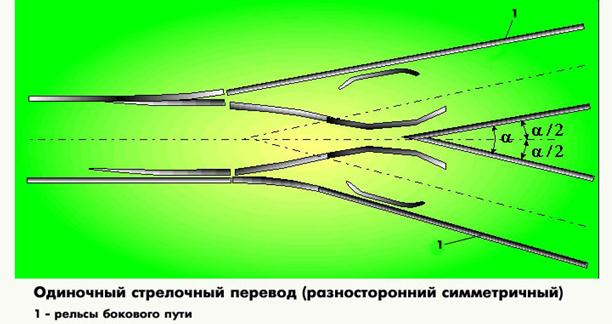 1
α
α/2
α/2
1
Одиночный стрелочный перевод (разносторонний симметричный)
1 - рельсы бокового пути